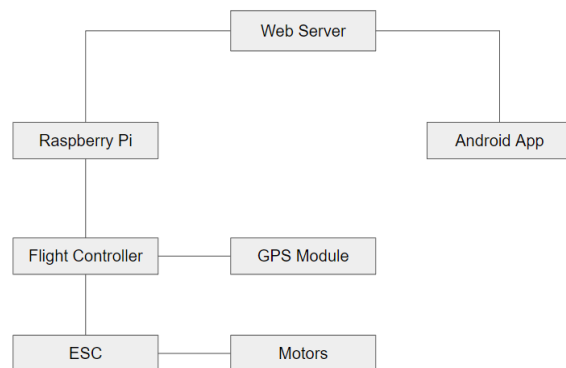 Web Server
Raspberry Pi
Android App
Flight Controller
GPS Module
ESC
Motors